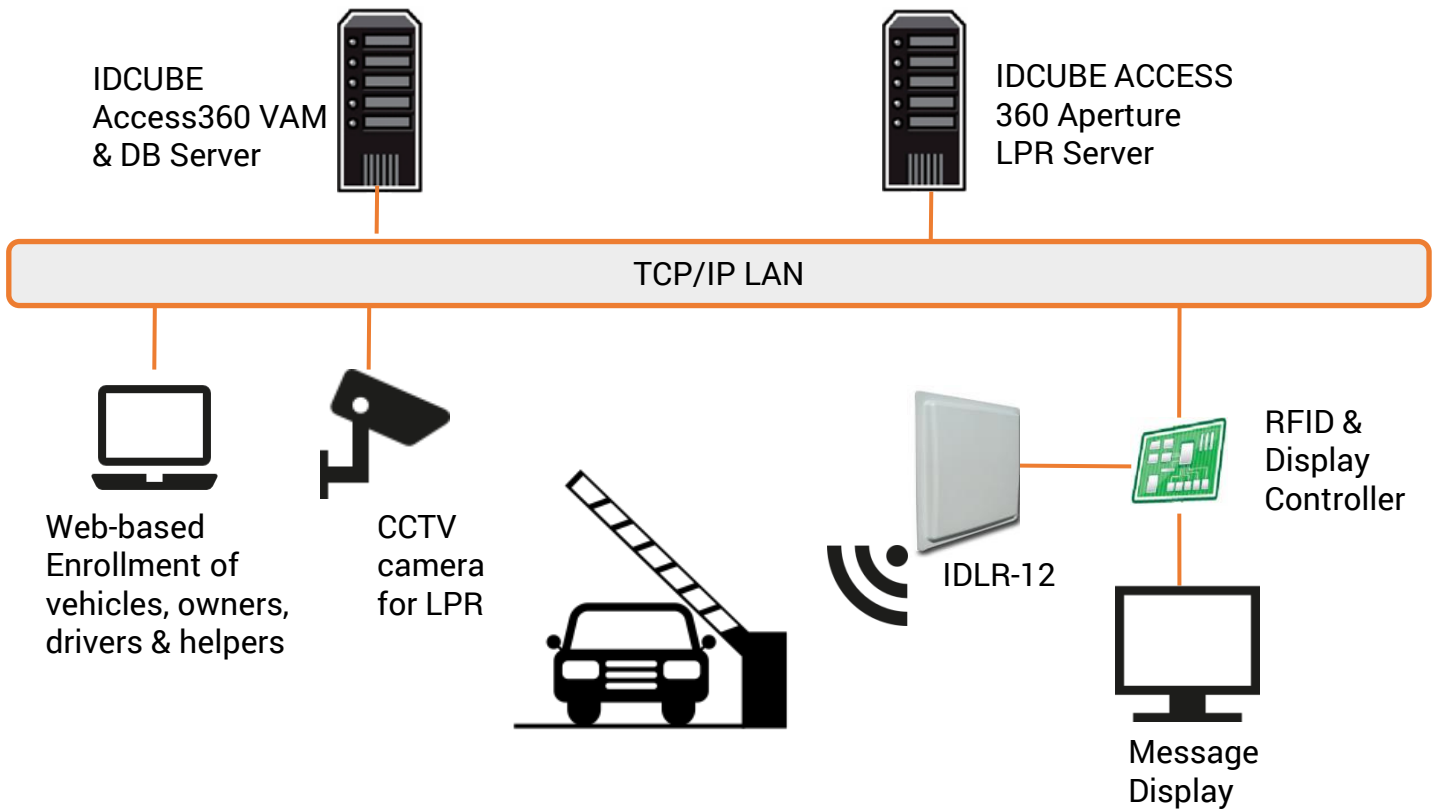 IDCUBE
Access360 VAM
& DB Server
IDCUBE ACCESS
360 Aperture
LPR Server
TCP/IP LAN
Web-based
Enrollment of
vehicles, owners,
drivers & helpers
CCTV
camera
for LPR
IDLR-12
RFID &
Display
Controller
Message
Display